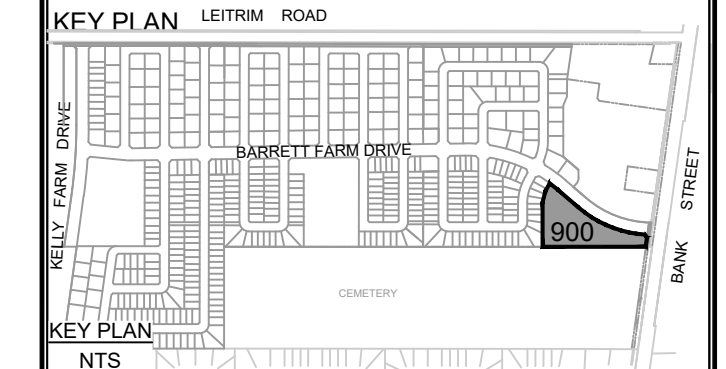 KEY PLAN
LEITRIM ROAD
KELLY FARM DRIVE
BARRETT FARM DRIVE
BANK STREET
900
CEMETERY
KEY PLAN
NTS